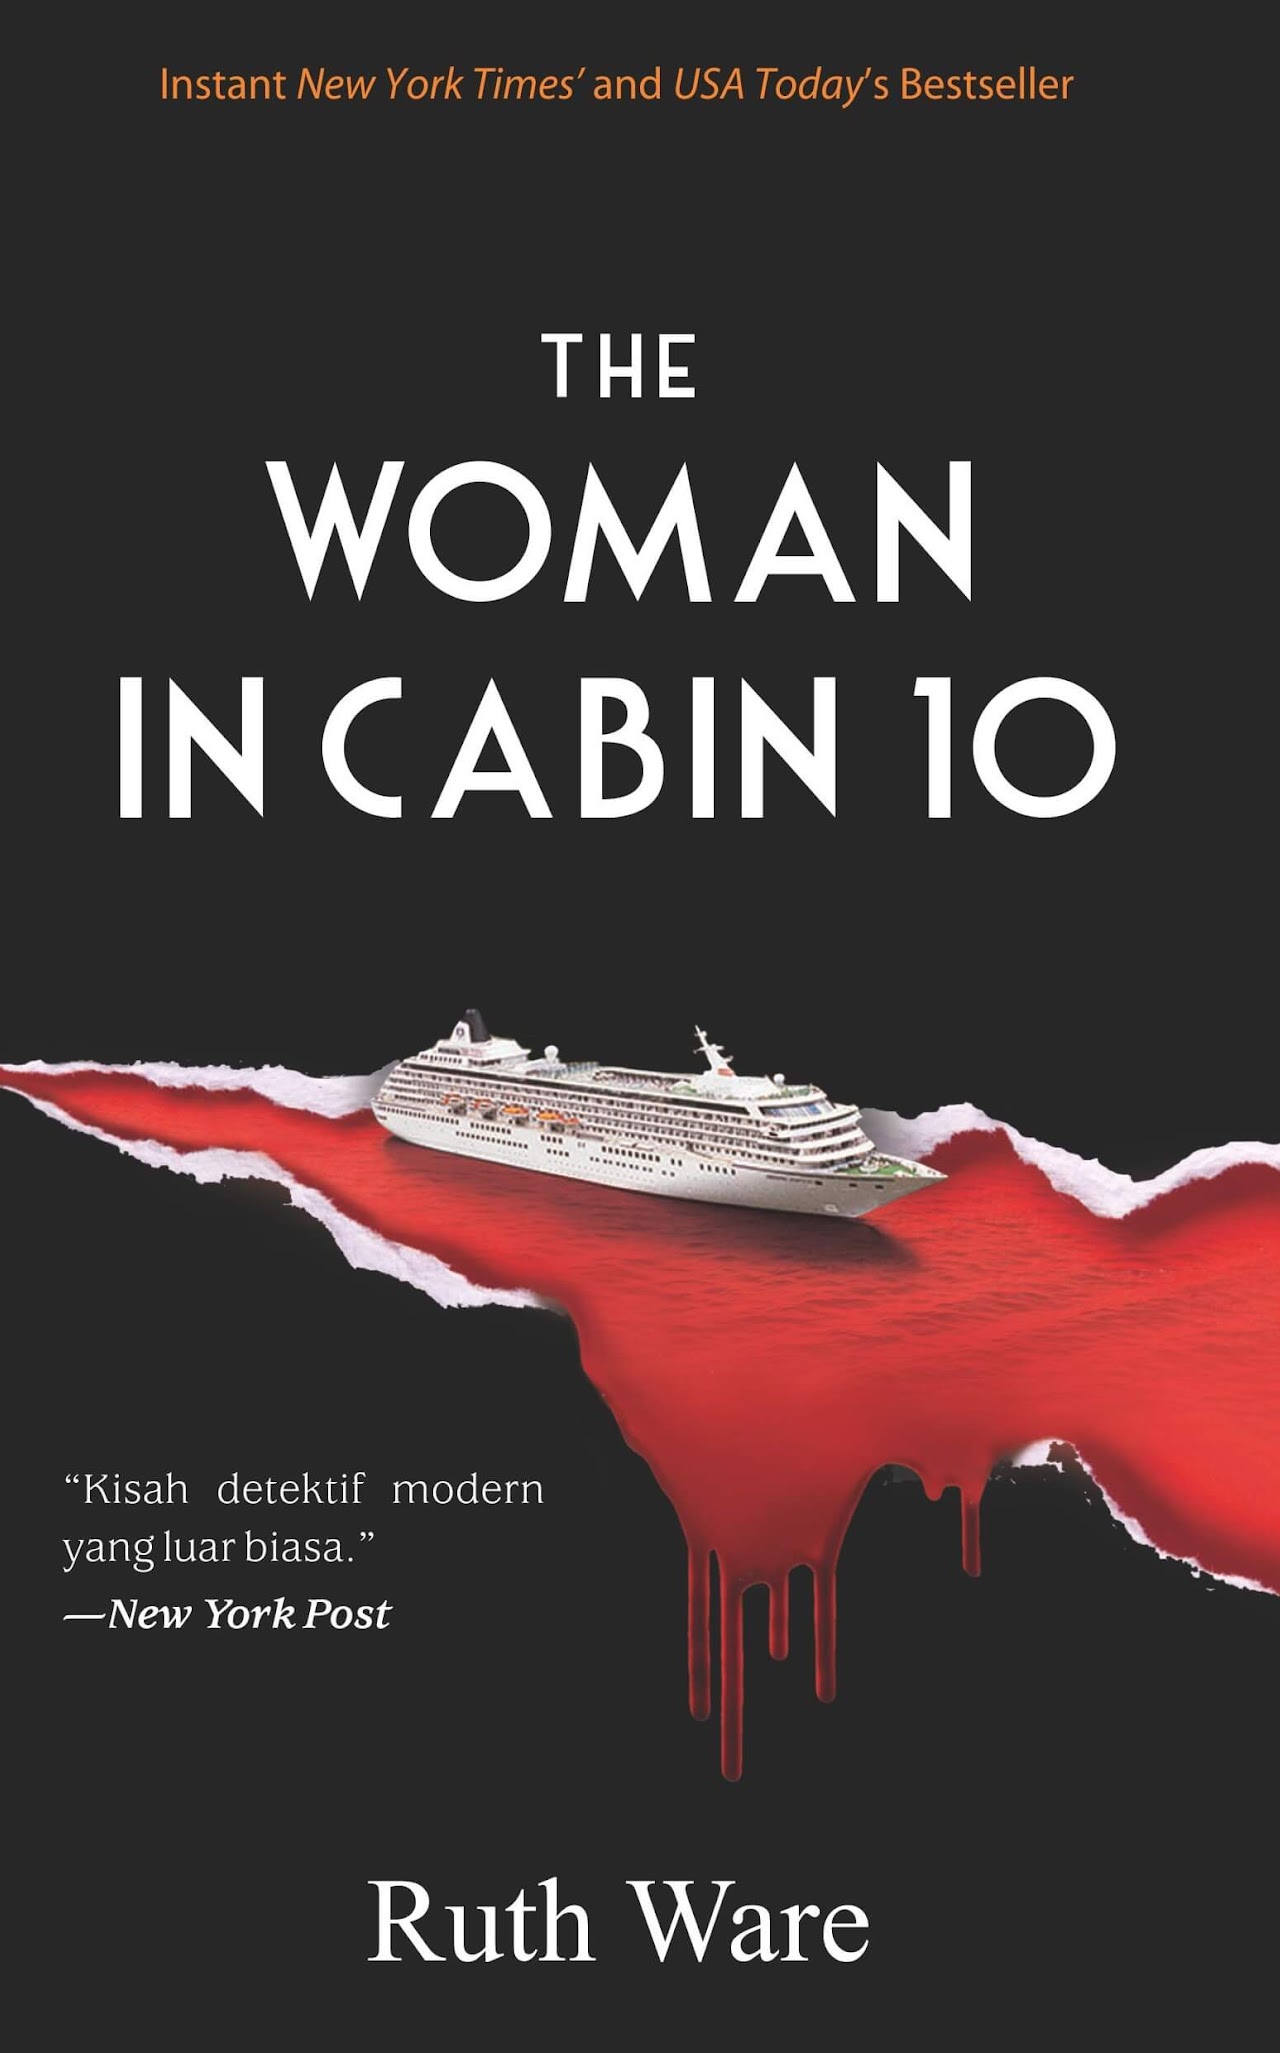 Instant New York Times’ and USA Today’s Bestseller
THE
WOMAN
IN CABIN 10
“Kisah detektif modern
yang luar biasa.”
—New York Post
Ruth Ware